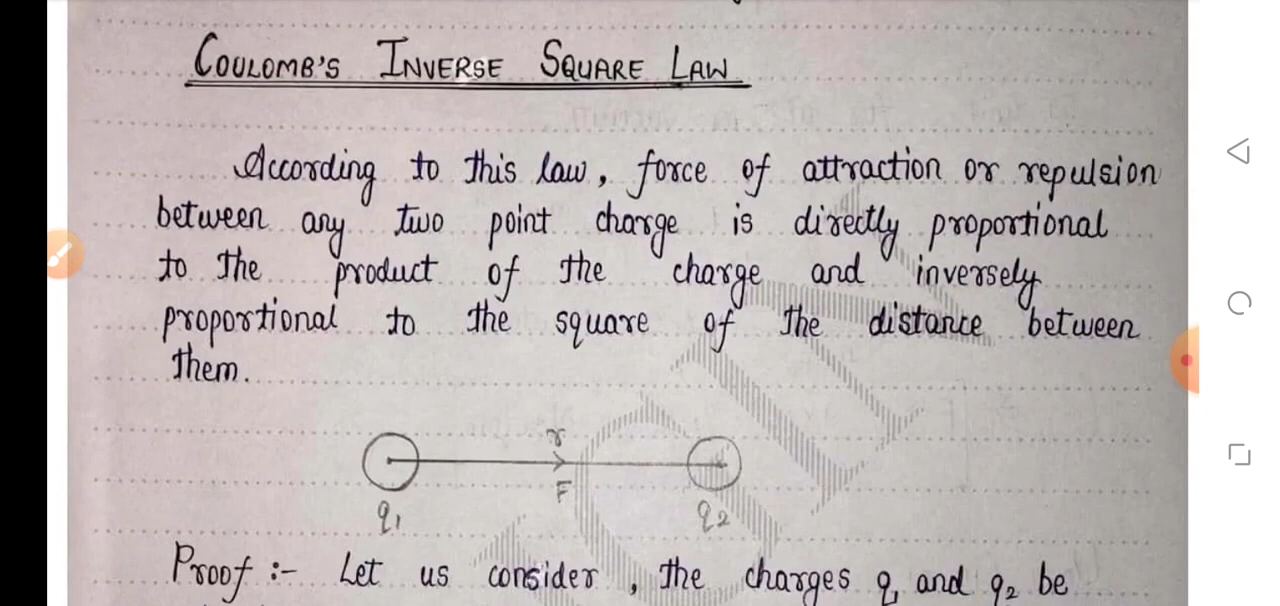 COULOMB'S INVERSE SQUARE LAW
According to this law, force of attraction or repulsion
between any two point charge is directly proportional
to the product of the charge and inversely
proportional to the square of the distance between
them.
r
F
q1 q2
Proof :- Let us consider, the charges q1 and q2 be